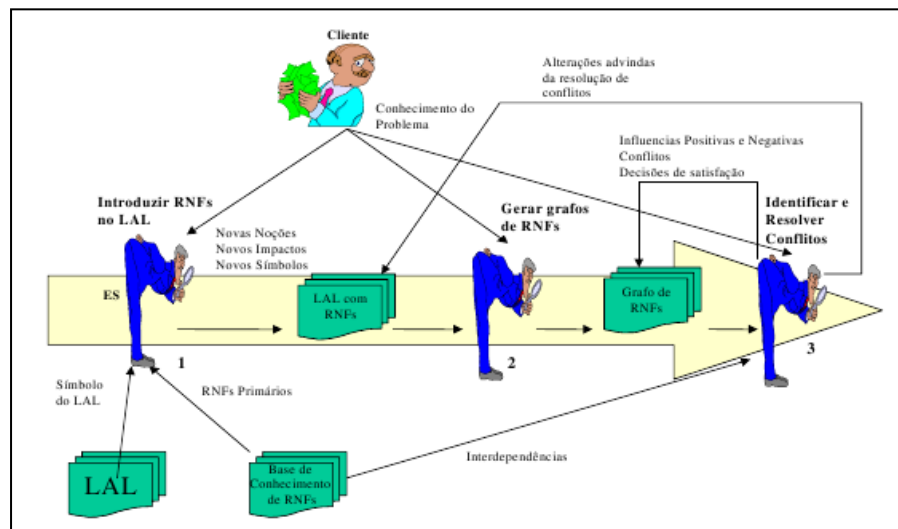 Cliente
Alterações advindas
da resolução de
conflitos
Conhecimento do
Problema
Influencias Positivas e Negativas
Conflitos
Decisões de satisfação
Introduzir RNFs
no LAL
Novas Noções
Novos Impactos
Novos Símbolos
Gerar grafos
de RNFs
Identificar e
Resolver
Conflitos
ES
LAL com
RNFs
Grafo de
RNFs
1
2
3
Símbolo
do LAL
RNFs Primários
LAL
Base de
Conhecimento
de RNFs
Interdependências